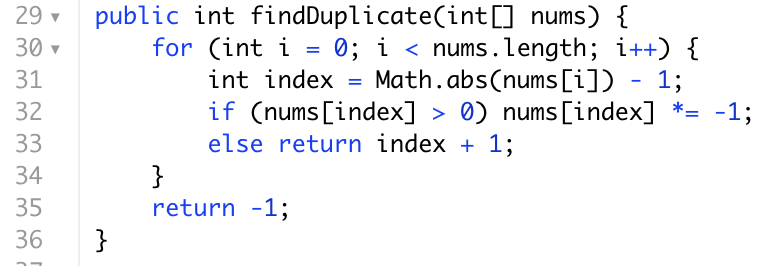 29 ▾ public int findDuplicate(int[] nums) {
30 ▾     for (int i = 0; i < nums.length; i++) {
31         int index = Math.abs(nums[i]) - 1;
32         if (nums[index] > 0) nums[index] *= -1;
33         else return index + 1;
34     }
35     return -1;
36 }